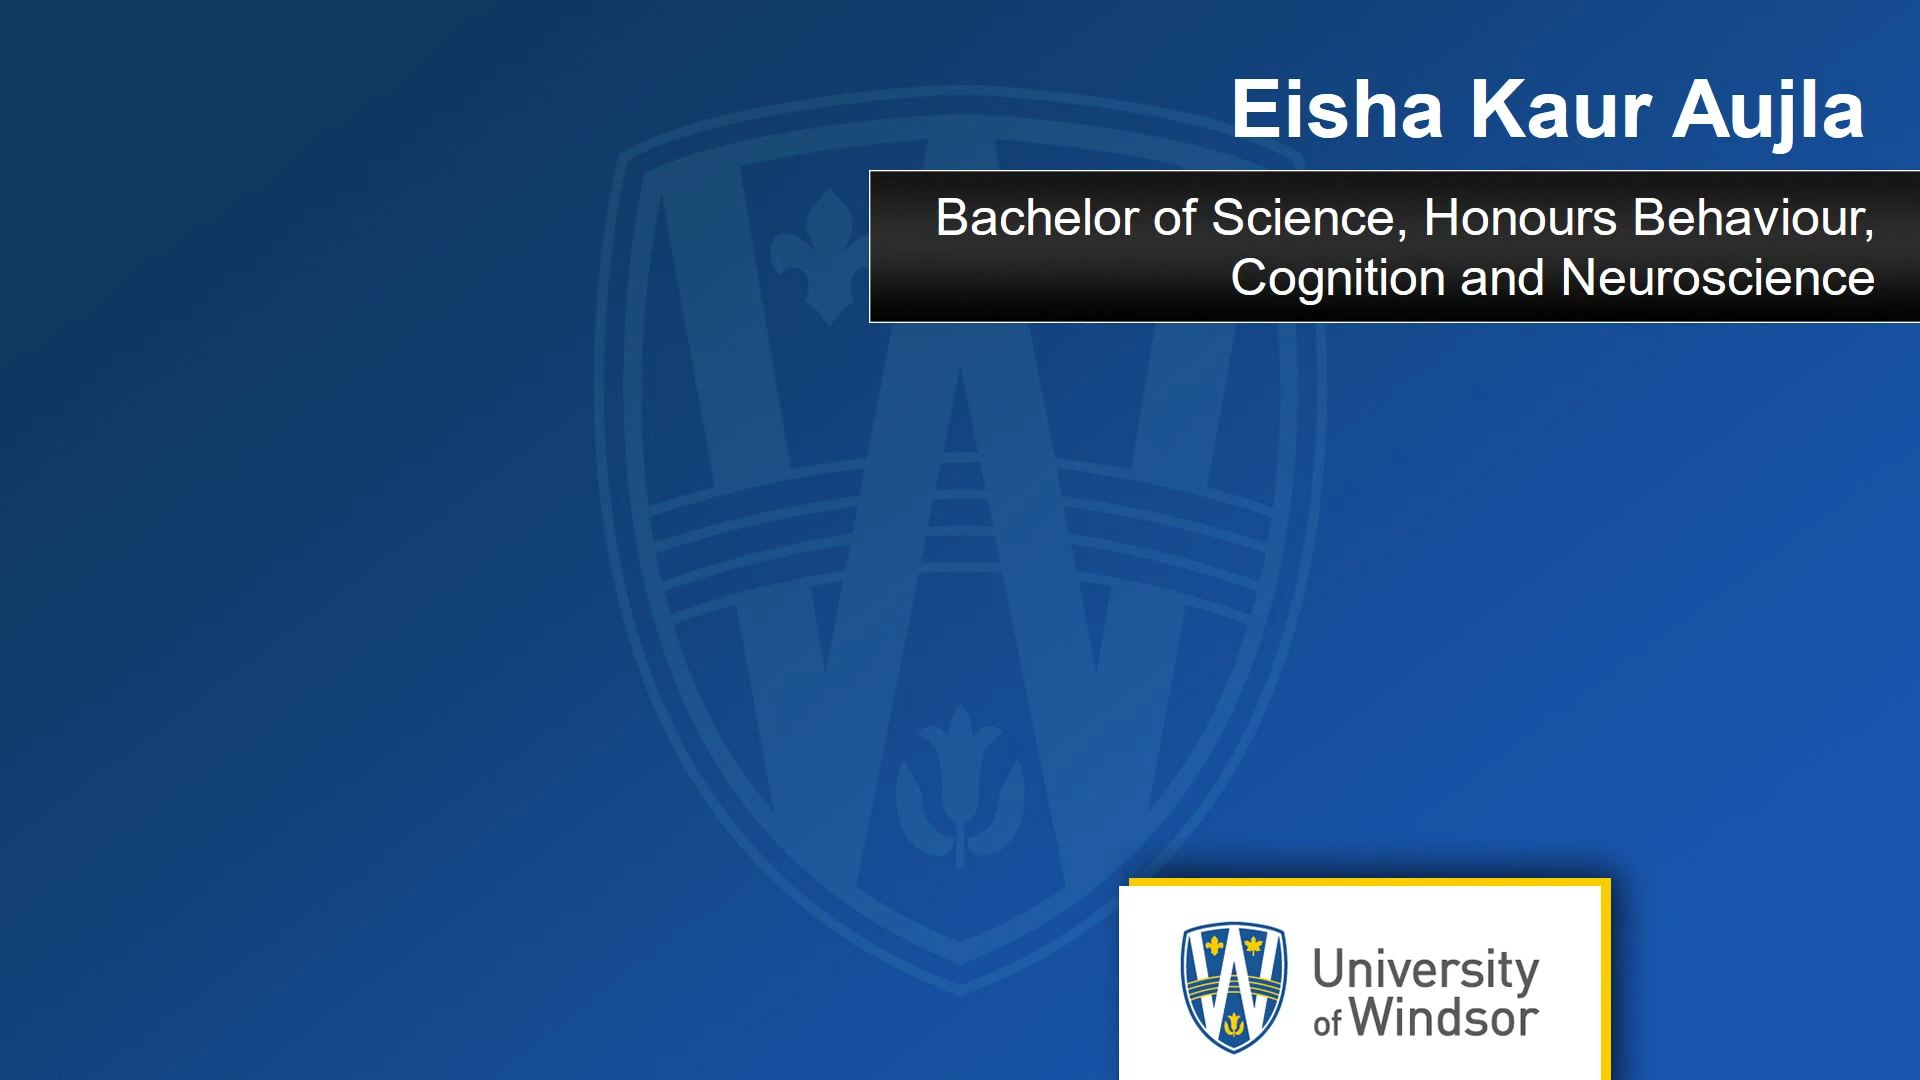 Eisha Kaur Aujla
Bachelor of Science, Honours Behaviour,
Cognition and Neuroscience
University
of Windsor